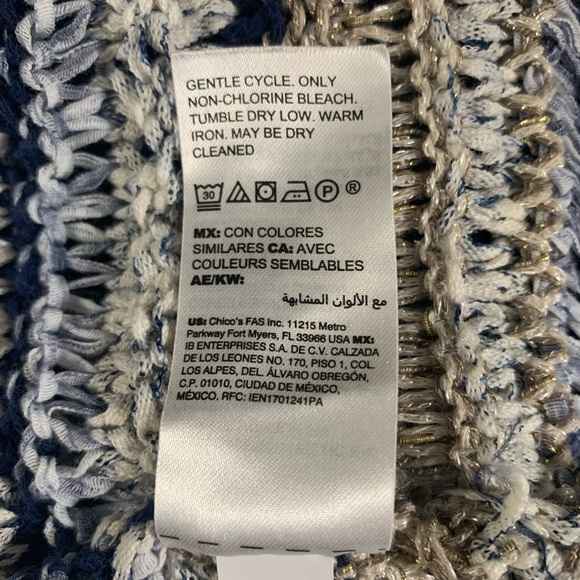 GENTLE CYCLE. ONLY
NON-CHLORINE BLEACH.
TUMBLE DRY LOW. WARM
IRON. MAY BE DRY
CLEANED
30 P ®
MX: CON COLORES
SIMILARES CA: AVEC
COULEURS SEMBLABLES
AE/KW:
مع الألوان المشابهة
US: Chico's FAS Inc. 11215 Metro
Parkway Fort Myers, FL 33966 USA MX:
IB ENTERPRISES S.A. DE C.V. CALZADA
DE LOS LEONES NO. 170, PISO 1, COL.
LOS ALPES, DEL. ÁLVARO OBREGÓN,
C.P. 01010, CIUDAD DE MÉXICO,
MÉXICO. RFC: IEN1701241PA